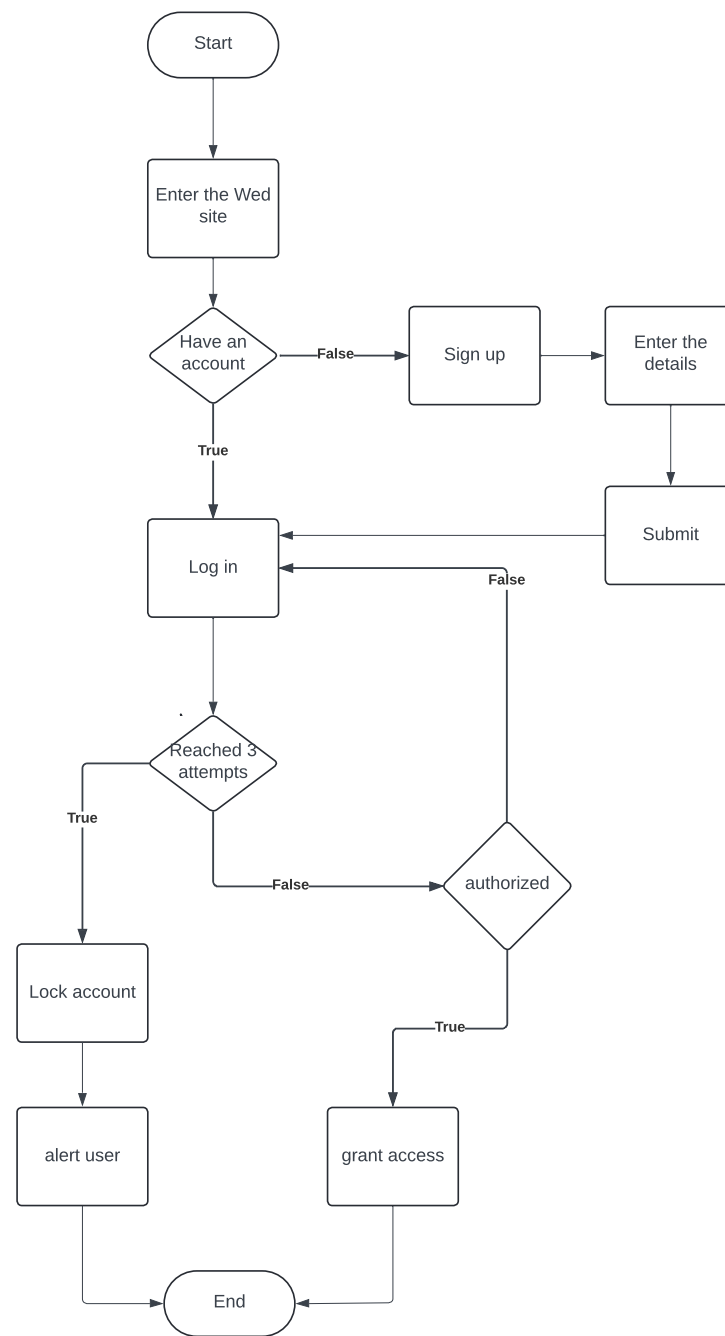 Start
Enter the Wed
site
Have an
account
False
Sign up
Enter the
details
True
Log in
Submit
False
Reached 3
attempts
True
False
authorized
Lock account
True
alert user
grant access
End